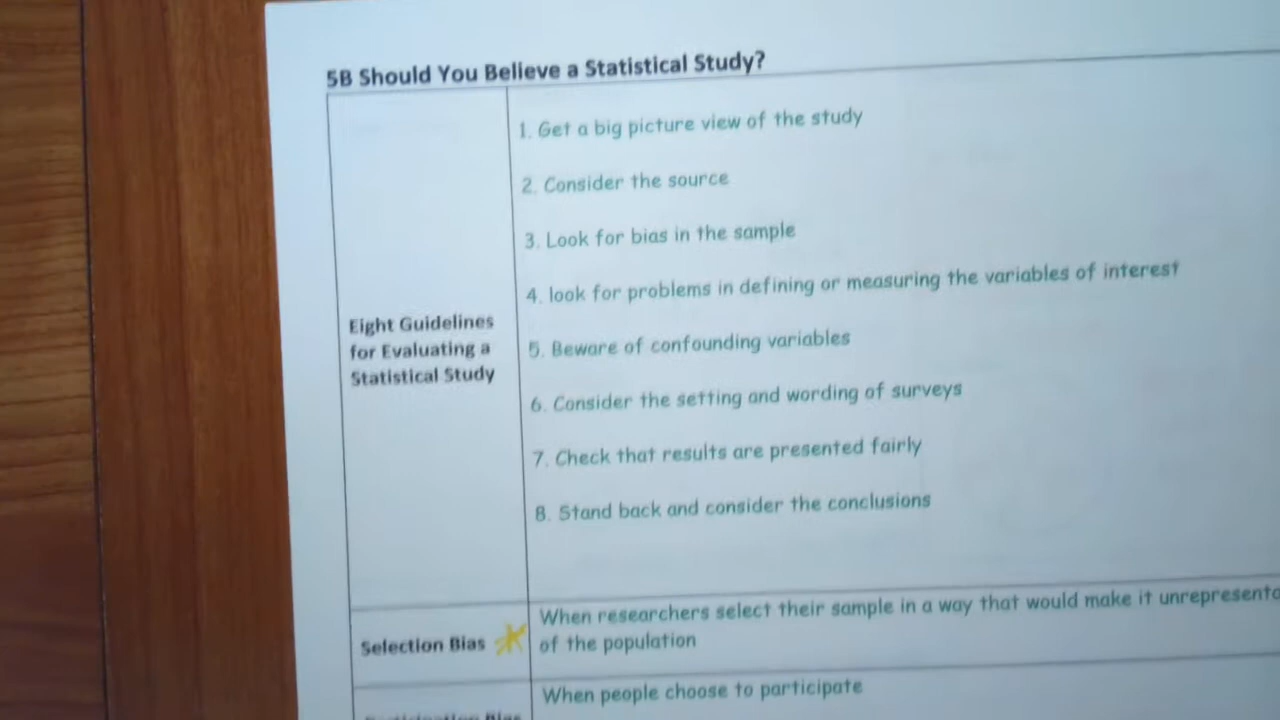 5B Should You Believe a Statistical Study?
1. Get a big picture view of the study
2. Consider the source
3. Look for bias in the sample
4. look for problems in defining or measuring the variables of interest
Eight Guidelines
for Evaluating a
Statistical Study
5. Beware of confounding variables
6. Consider the setting and wording of surveys
7. Check that results are presented fairly
8. Stand back and consider the conclusions
Selection Bias
When researchers select their sample in a way that would make it
of the population
When people choose to participate